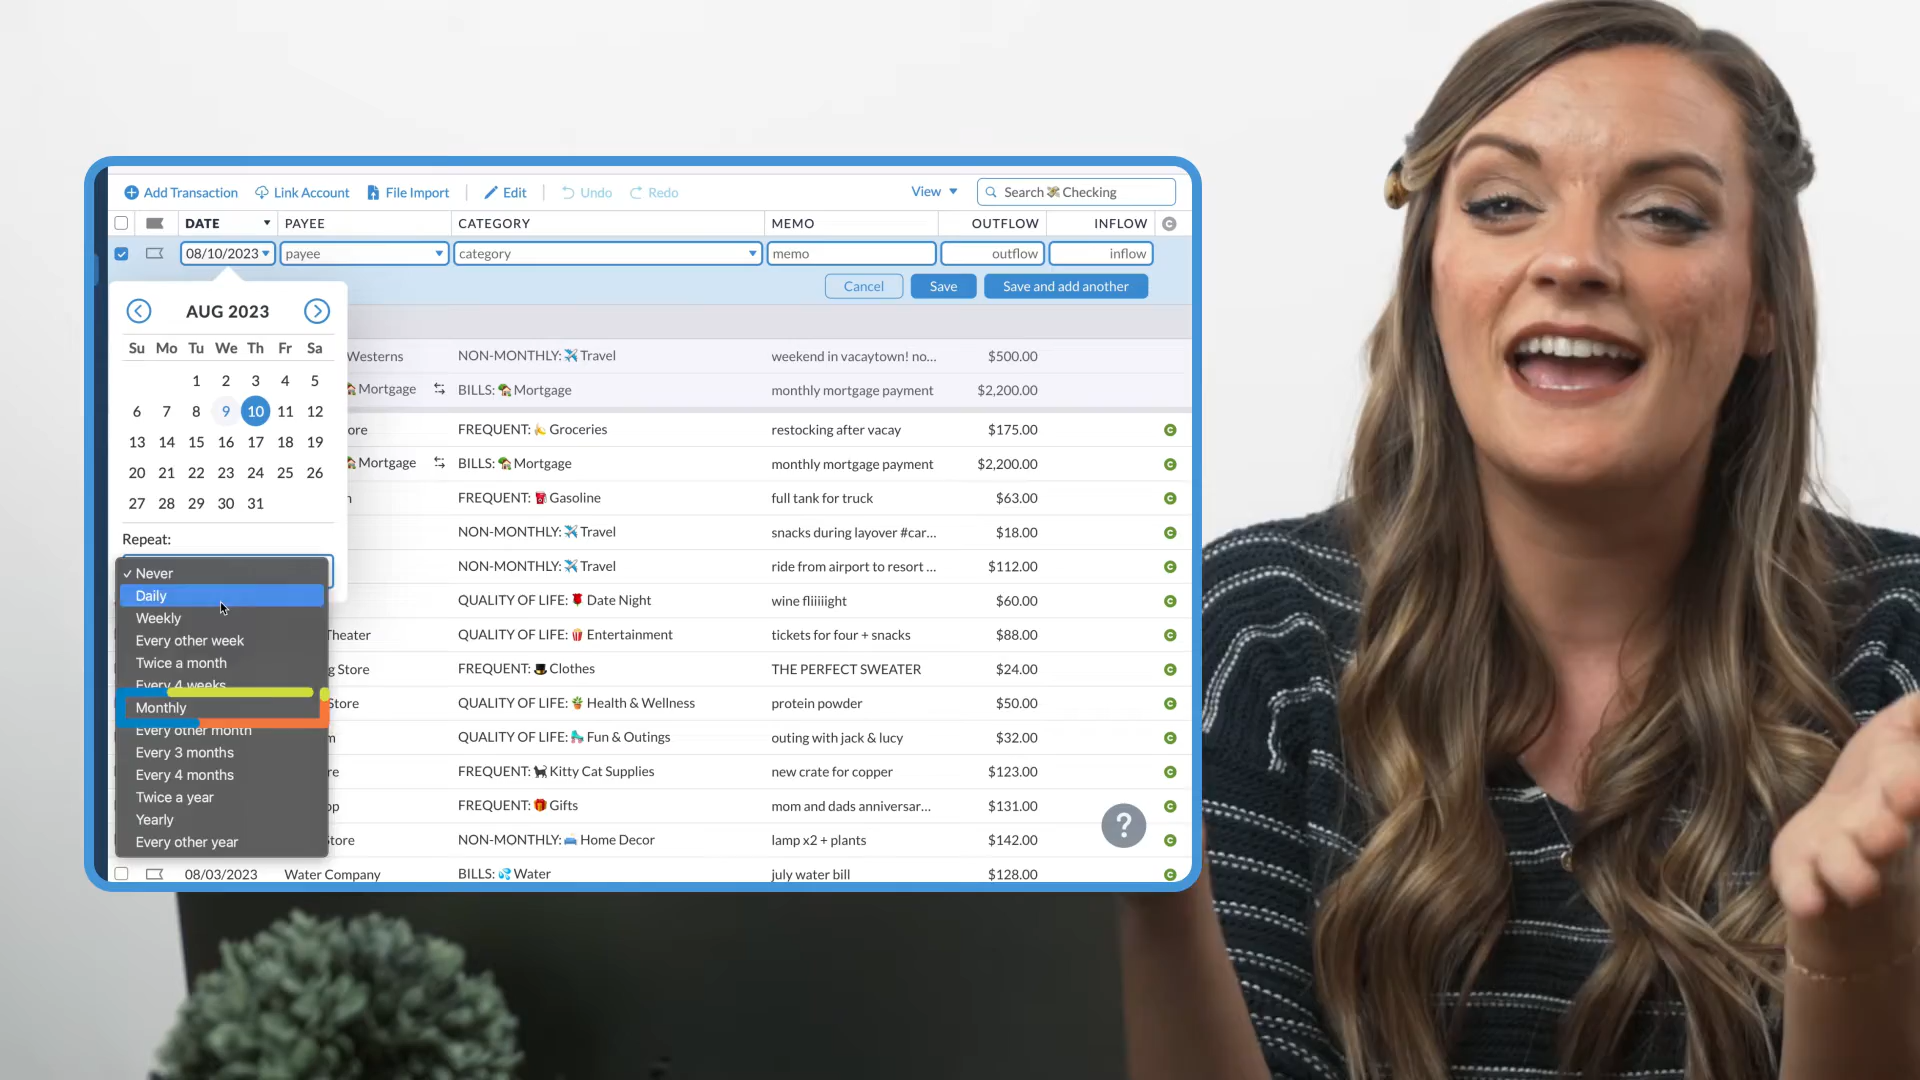 Add Transaction Link Account File Import Edit Undo Redo View Search Checking
DATE PAYEE CATEGORY MEMO OUTFLOW INFLOW C
08/10/2023 payee category memo outflow inflow
Cancel Save Save and add another
AUG 2023
Su Mo Tu We Th Fr Sa
1 2 3 4 5
6 7 8 9 10 11 12
13 14 15 16 17 18 19
20 21 22 23 24 25 26
27 28 29 30 31
Repeat:
✓ Never
Daily
Weekly
Every other week
Twice a month
Every 4 weeks
Monthly
Every other month
Every 3 months
Every 4 months
Twice a year
Yearly
Every other year
Westerns NON-MONTHLY: Travel weekend in vacaytown! no... $500.00
Mortgage BILLS: Mortgage monthly mortgage payment $2,200.00
ore FREQUENT: Groceries restocking after vacay $175.00 C
Mortgage BILLS: Mortgage monthly mortgage payment $2,200.00 C
FREQUENT: Gasoline full tank for truck $63.00 C
NON-MONTHLY: Travel snacks during layover #car... $18.00 C
NON-MONTHLY: Travel ride from airport to resort ... $112.00 C
QUALITY OF LIFE: Date Night wine fliiiiight $60.00 C
Theater QUALITY OF LIFE: Entertainment tickets for four + snacks $88.00 C
g Store FREQUENT: Clothes THE PERFECT SWEATER $24.00 C
Store QUALITY OF LIFE: Health & Wellness protein powder $50.00 C
m QUALITY OF LIFE: Fun & Outings outing with jack & lucy $32.00 C
re FREQUENT: Kitty Cat Supplies new crate for copper $123.00 C
op FREQUENT: Gifts mom and dads anniversar... $131.00 C
Store NON-MONTHLY: Home Decor lamp x2 + plants $142.00 C
08/03/2023 Water Company BILLS: Water july water bill $128.00 C
?